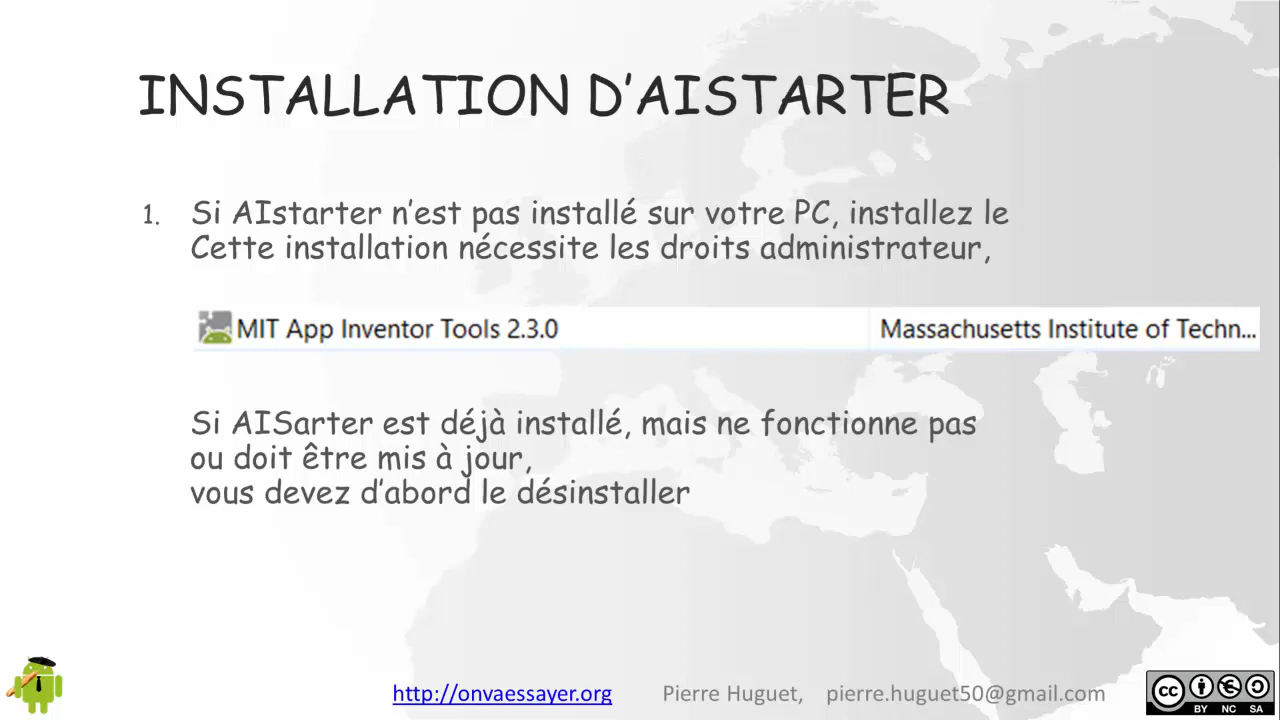 INSTALLATION D’AISTARTER
1. Si AIstarter n’est pas installé sur votre PC, installez le
Cette installation nécessite les droits administrateur,
MIT App Inventor Tools 2.3.0 Massachusetts Institute of Techn...
Si AISarter est déjà installé, mais ne fonctionne pas
ou doit être mis à jour,
vous devez d’abord le désinstaller
http://onvaessayer.org Pierre Huguet, pierre.huguet50@gmail.com
cc BY NC SA